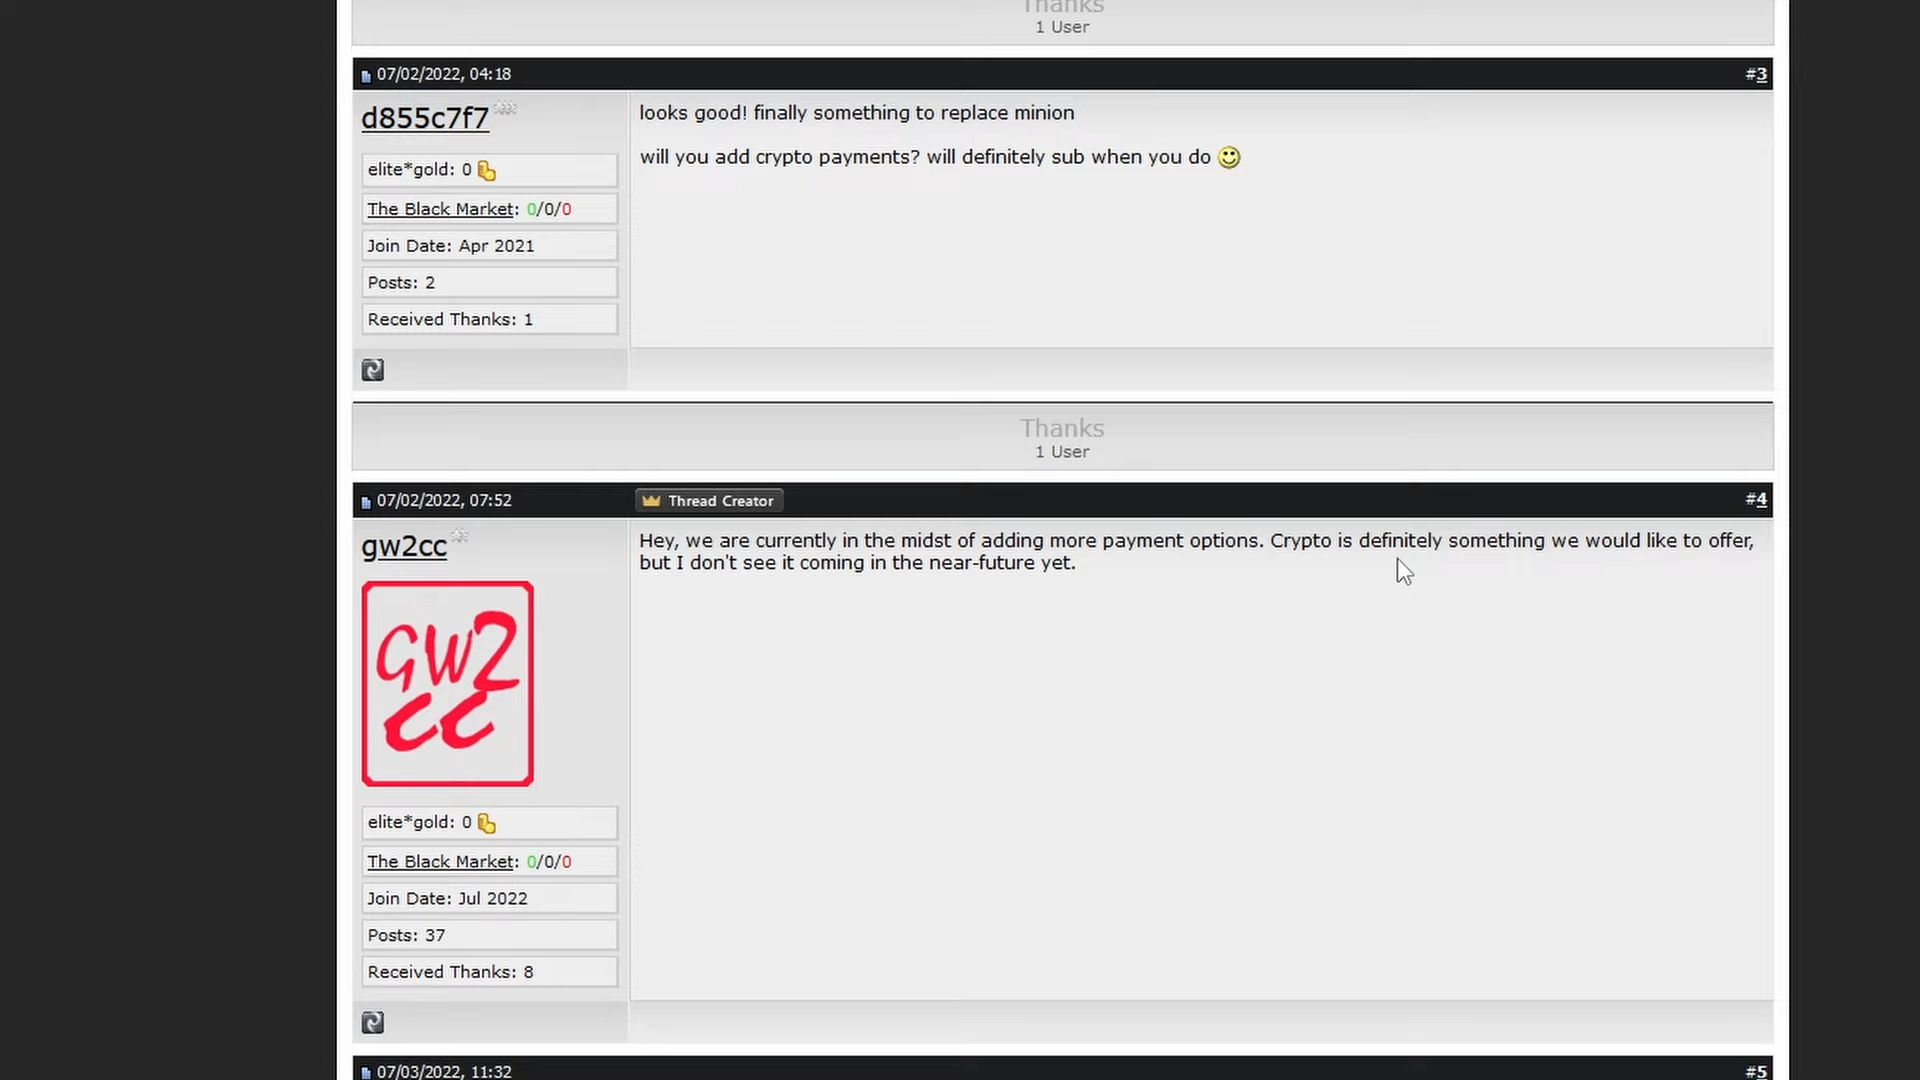 Thanks
1 User
07/02/2022, 04:18
#3
d855c7f7
looks good! finally something to replace minion
will you add crypto payments? will definitely sub when you do
elite*gold: 0
The Black Market: 0/0/0
Join Date: Apr 2021
Posts: 2
Received Thanks: 1
Thanks
1 User
07/02/2022, 07:52
Thread Creator
#4
gw2cc
Hey, we are currently in the midst of adding more payment options. Crypto is definitely something we would like to offer,
but I don't see it coming in the near-future yet.
GW2
CC
elite*gold: 0
The Black Market: 0/0/0
Join Date: Jul 2022
Posts: 37
Received Thanks: 8
07/03/2022, 11:32
#5